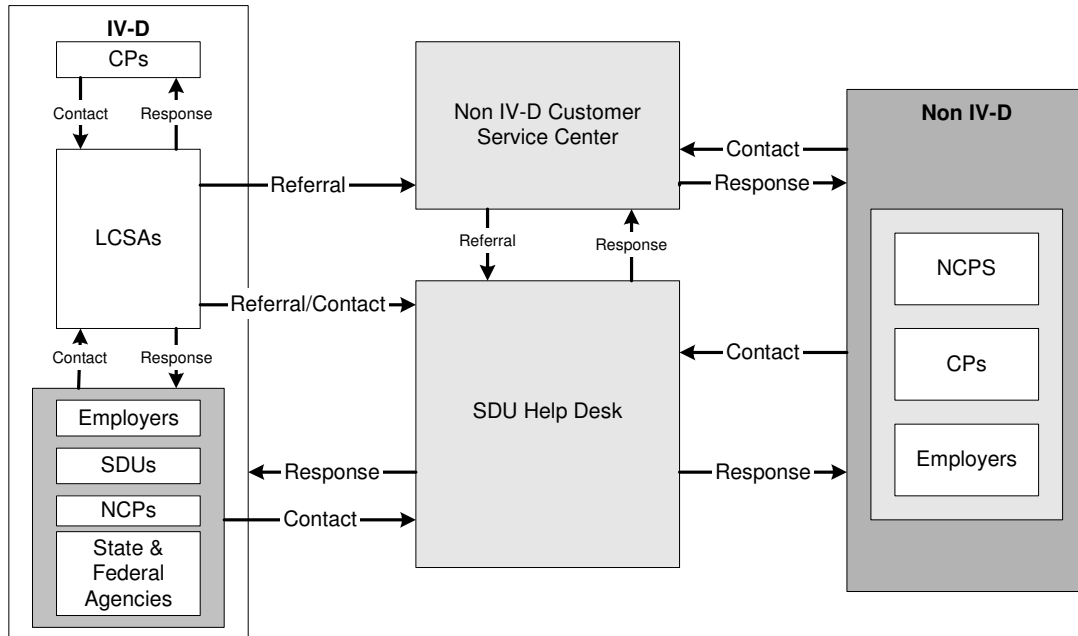 IV-D
CPs
Contact
Response
LCSAs
Contact
Response
Employers
SDUs
NCPs
State &
Federal
Agencies
Referral
Referral/Contact
Response
Contact
Non IV-D Customer
Service Center
Referral
Response
SDU Help Desk
Contact
Response
Contact
Response
Non IV-D
NCPS
CPs
Employers